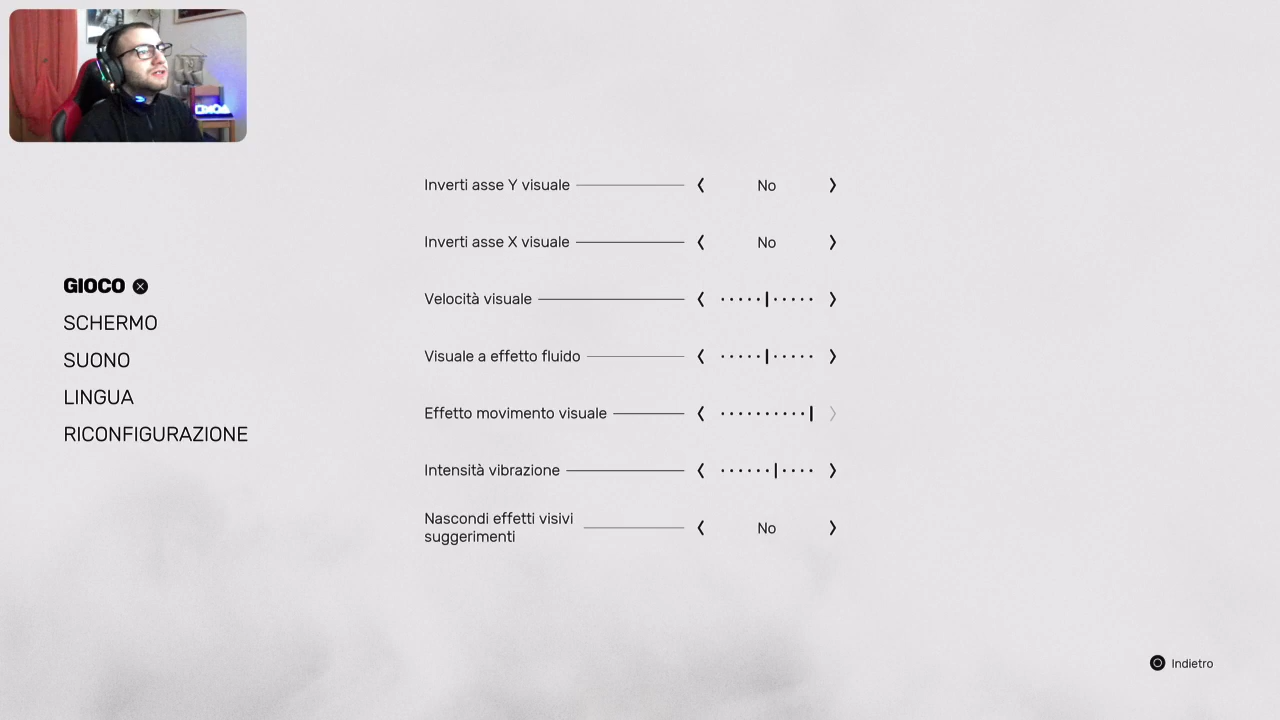 Inverti asse Y visuale No
Inverti asse X visuale No
GIOCO
Velocità visuale
SCHERMO
Visuale a effetto fluido
SUONO
LINGUA
Effetto movimento visuale
RICONFIGURAZIONE
Intensità vibrazione
Nascondi effetti visivi
suggerimenti No
Indietro